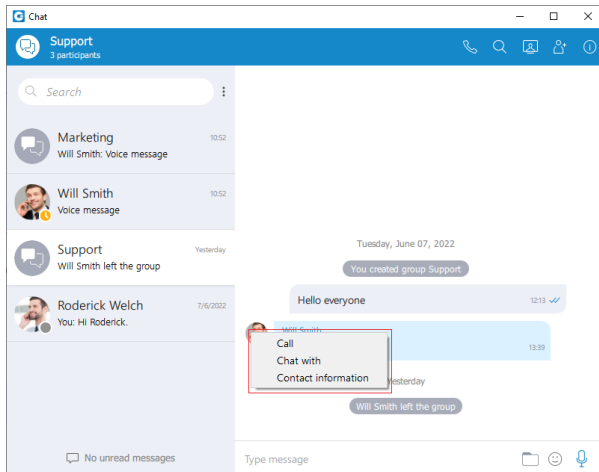 Chat
Support
3 participants
Search
Marketing
10:52
Will Smith: Voice message
Will Smith
10:52
Voice message
Support
Yesterday
Will Smith left the group
Roderick Welch
7/6/2022
You: Hi Roderick.
No unread messages
Tuesday, June 07, 2022
You created group Support
Hello everyone
12:13
Will Smith
Call
Chat with
Contact information
13:39
Yesterday
Will Smith left the group
Type message